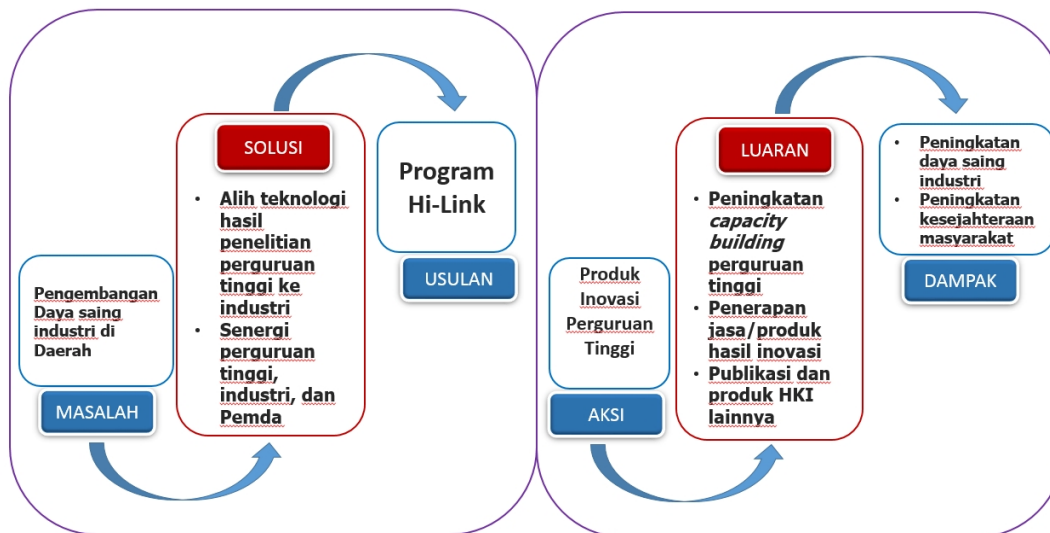 Pengembangan
Daya saing
industri di
Daerah
MASALAH
SOLUSI
• Alih teknologi
hasil
penelitian
perguruan
tinggi ke
industri
• Senergi
perguruan
tinggi,
industri, dan
Pemda
Program
Hi-Link
USULAN
Produk
Inovasi
Perguruan
Tinggi
AKSI
LUARAN
• Peningkatan
capacity
building
perguruan
tinggi
• Penerapan
jasa/produk
hasil inovasi
• Publikasi dan
produk HKI
lainnya
• Peningkatan
daya saing
industri
• Peningkatan
kesejahteraan
masyarakat
DAMPAK